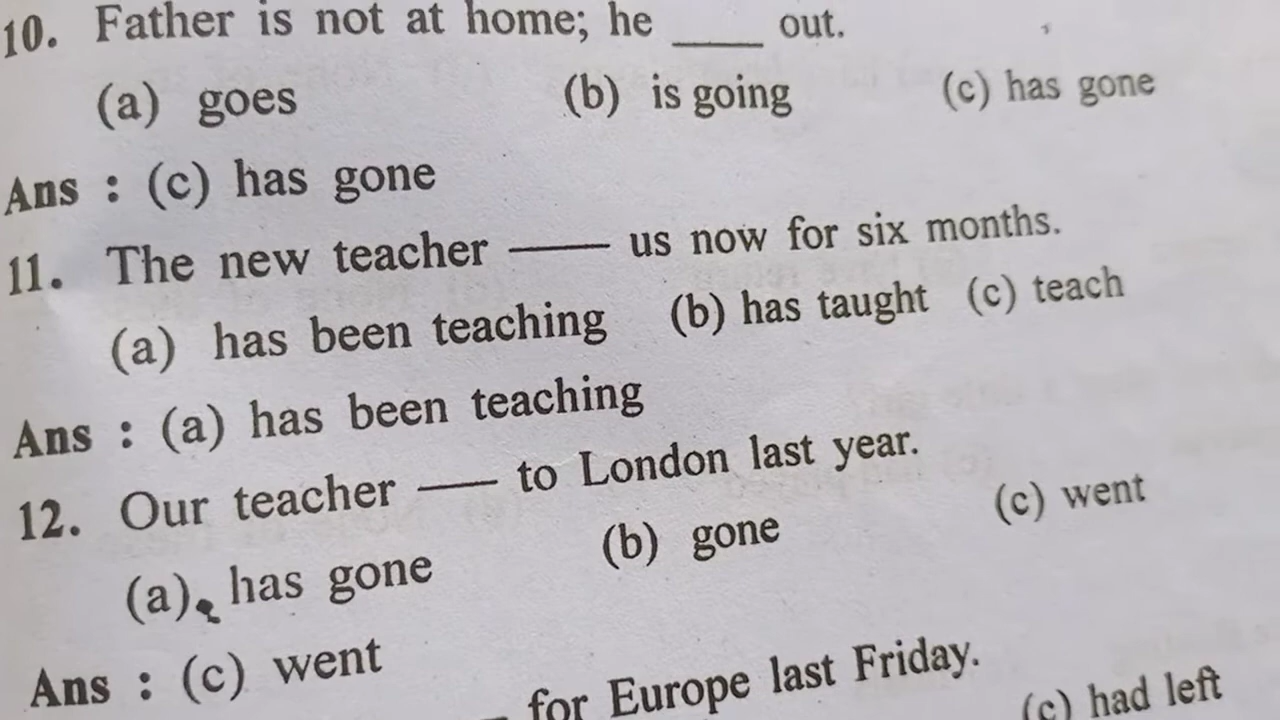 10. Father is not at home; he ____ out.
(a) goes (b) is going (c) has gone
Ans : (c) has gone
11. The new teacher —— us now for six months.
(a) has been teaching (b) has taught (c) teach
Ans : (a) has been teaching
12. Our teacher —— to London last year.
(a) has gone (b) gone (c) went
Ans : (c) went
for Europe last Friday.
(c) had left